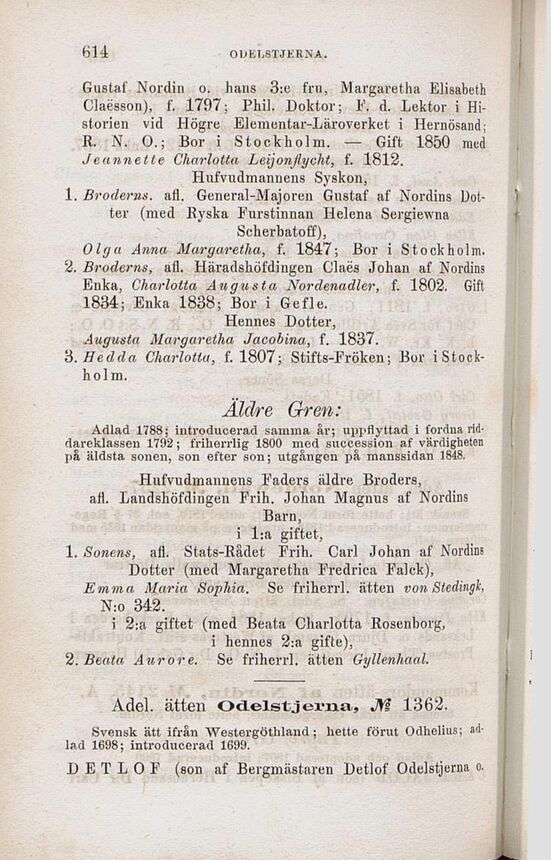 614 ODELSTJERNA.
Gustaf Nordin o. hans 3:e fru, Margaretha Elisabeth
Claësson), f. 1797; Phil. Doktor; F. d. Lektor i Hi-
storien vid Högre Elementar-Läroverket i Hernösand;
R. N. O.; Bor i Stockholm. — Gift 1850 med
Jeannette Charlotta Leijonflycht, f. 1812.
Hufvudmannens Syskon,
1. Broderns. afl. General-Majoren Gustaf af Nordins Dot-
ter (med Ryska Furstinnan Helena Sergiewna
Scherbatoff),
Olga Anna Margaretha, f. 1847; Bor i Stockholm.
2. Broderns, afl. Häradshöfdingen Claës Johan af Nordins
Enka, Charlotta Augusta Nordenadler, f. 1802. Gift
1834; Enka 1838; Bor i Gefle.
Hennes Dotter,
Augusta Margaretha Jacobina, f. 1837.
3. Hedda Charlotta, f. 1807; Stifts-Fröken; Bor i Stock-
holm.
Äldre Gren:
Adlad 1788; introducerad samma år; uppflyttad i fordna rid-
dareklassen 1792; friherrlig 1800 med succession af värdigheten
på äldsta sonen, son efter son; utgången på manssidan 1848.
Hufvudmannens Faders äldre Broders,
afl. Landshöfdingen Frih. Johan Magnus af Nordins
Barn,
i 1:a giftet,
1. Sonens, afl. Stats-Rådet Frih. Carl Johan af Nordins
Dotter (med Margaretha Fredrica Falck),
Emma Maria Sophia. Se friherrl. ätten von Stedingk,
N:o 342.
i 2:a giftet (med Beata Charlotta Rosenborg,
i hennes 2:a gifte),
2. Beata Aurore. Se friherrl. ätten Gyllenhaal.
Adel. ätten Odelstjerna, № 1362.
Svensk ätt ifrån Westergöthland; hette förut Odhelius; ad-
lad 1698; introducerad 1699.
DETLOF (son af Bergmästaren Detlof Odelstjerna o.